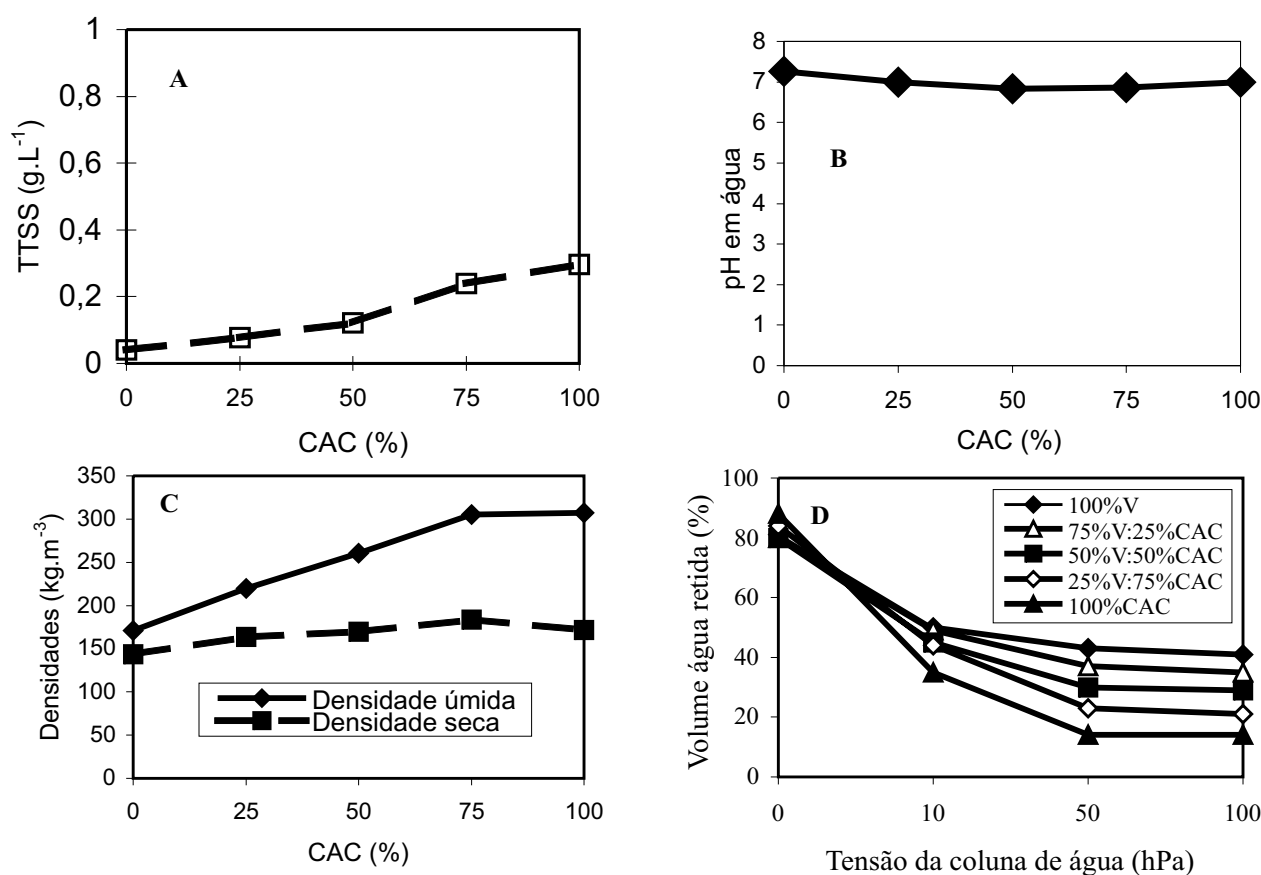 A
TTSS (g.L-1)
1
0,8
0,6
0,4
0,2
0
0 25 50 75 100
CAC (%)
B
pH em água
8
7
6
5
4
3
2
1
0
0 25 50 75 100
CAC (%)
C
Densidades (kg.m-3)
350
300
250
200
150
100
50
0
Densidade úmida
Densidade seca
0 25 50 75 100
CAC (%)
D
Volume água retida (%)
100
80
60
40
20
0
100%V
75%V:25%CAC
50%V:50%CAC
25%V:75%CAC
100%CAC
0 10 50 100
Tensão da coluna de água (hPa)